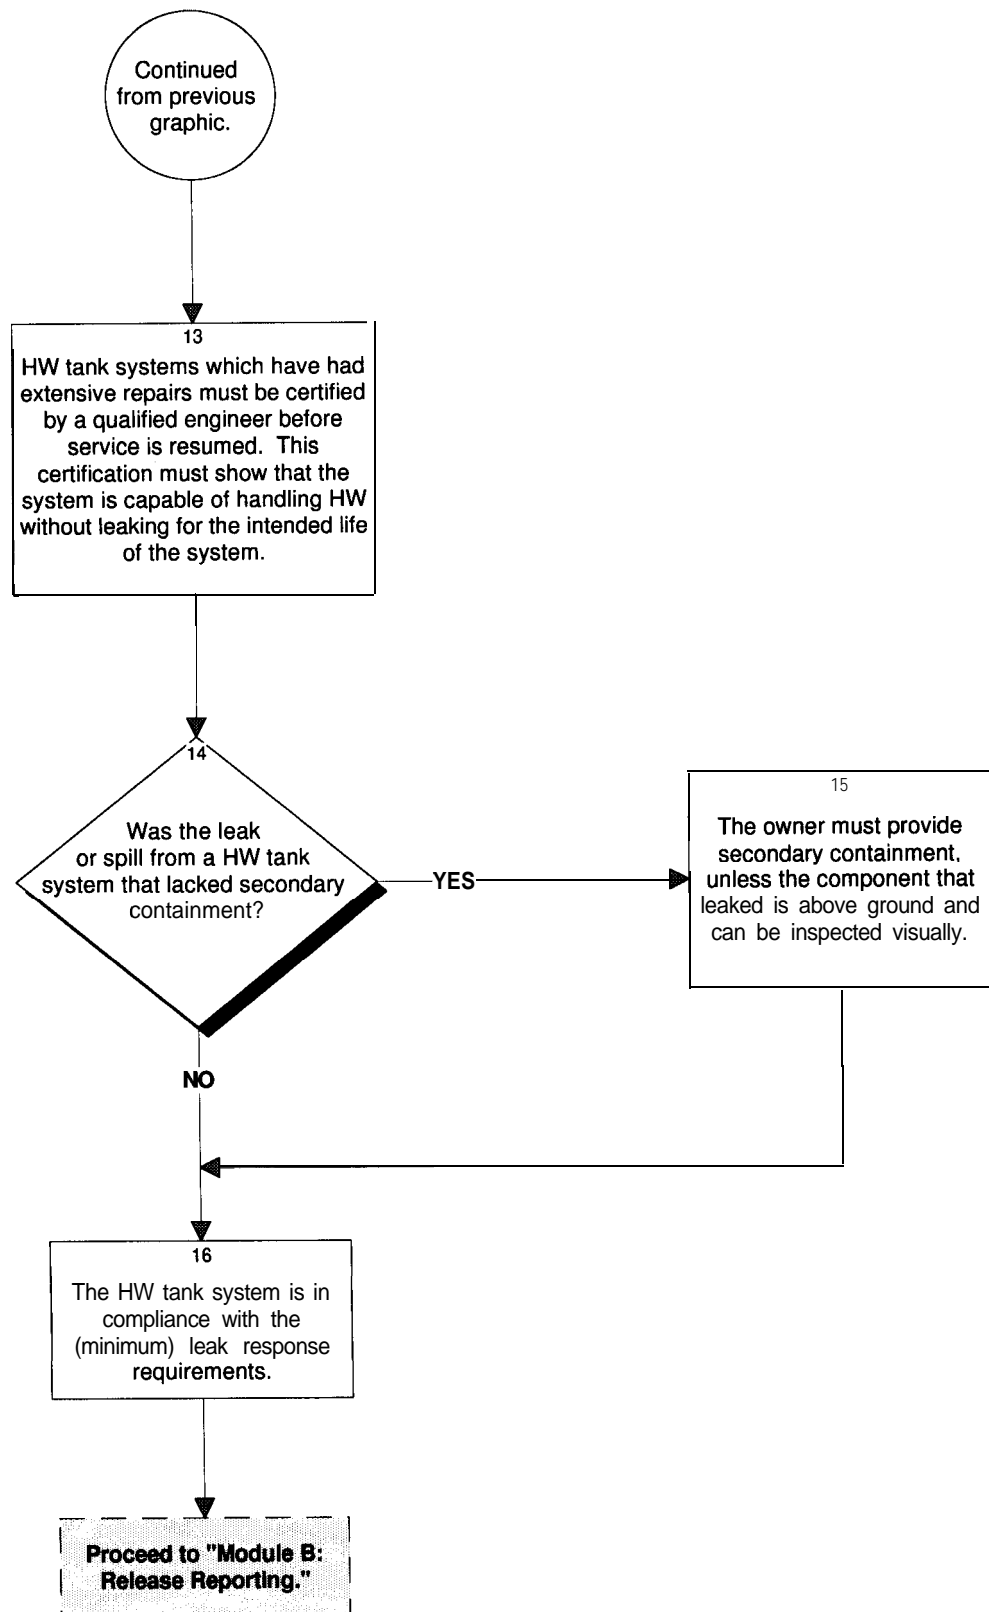 Continued
from previous
graphic.
13
HW tank systems which have had
extensive repairs must be certified
by a qualified engineer before
service is resumed. This
certification must show that the
system is capable of handling HW
without leaking for the intended life
of the system.
14
Was the leak
or spill from a HW tank
system that lacked secondary
containment?
YES
15
The owner must provide
secondary containment,
unless the component that
leaked is above ground and
can be inspected visually.
NO
16
The HW tank system is in
compliance with the
(minimum) leak response
requirements.
Proceed to "Module B:
Release Reporting."